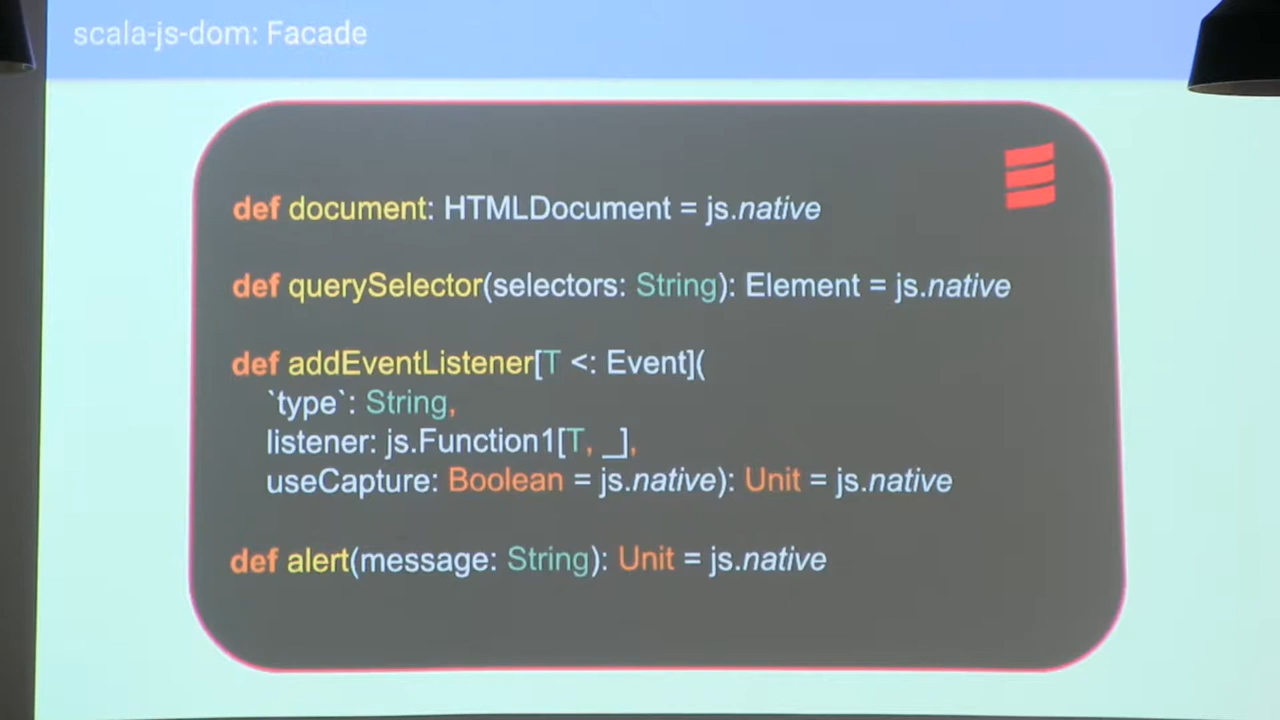 scala-js-dom: Facade
def document: HTMLDocument = js.native
def querySelector(selectors: String): Element = js.native
def addEventListener[T <: Event](
`type`: String,
listener: js.Function1[T, _],
useCapture: Boolean = js.native): Unit = js.native
def alert(message: String): Unit = js.native